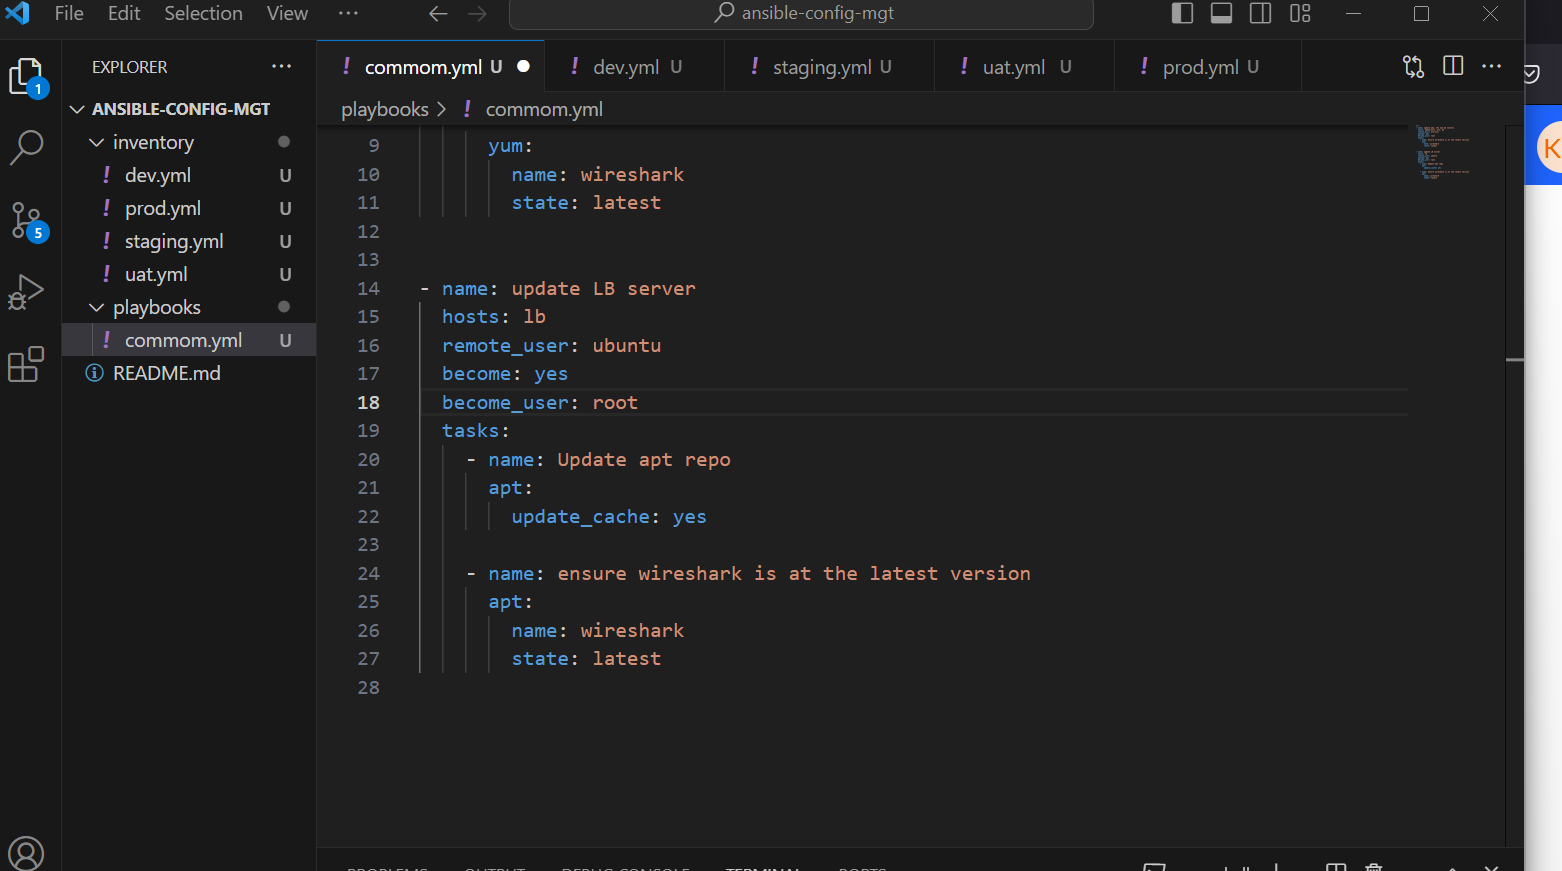 File Edit Selection View ··· ansible-config-mgt
EXPLORER ···
1
ANSIBLE-CONFIG-MGT
inventory
! dev.yml U
! prod.yml U
! staging.yml U
! uat.yml U
playbooks
! commom.yml U
README.md
5
! commom.yml U ! dev.yml U ! staging.yml U ! uat.yml U ! prod.yml U
playbooks > ! commom.yml
9 yum:
10 name: wireshark
11 state: latest
12
13
14 - name: update LB server
15 hosts: lb
16 remote_user: ubuntu
17 become: yes
18 become_user: root
19 tasks:
20 - name: Update apt repo
21 apt:
22 update_cache: yes
23
24 - name: ensure wireshark is at the latest version
25 apt:
26 name: wireshark
27 state: latest
28
PROBLEMS OUTPUT DEBUG CONSOLE TERMINAL PORTS
K